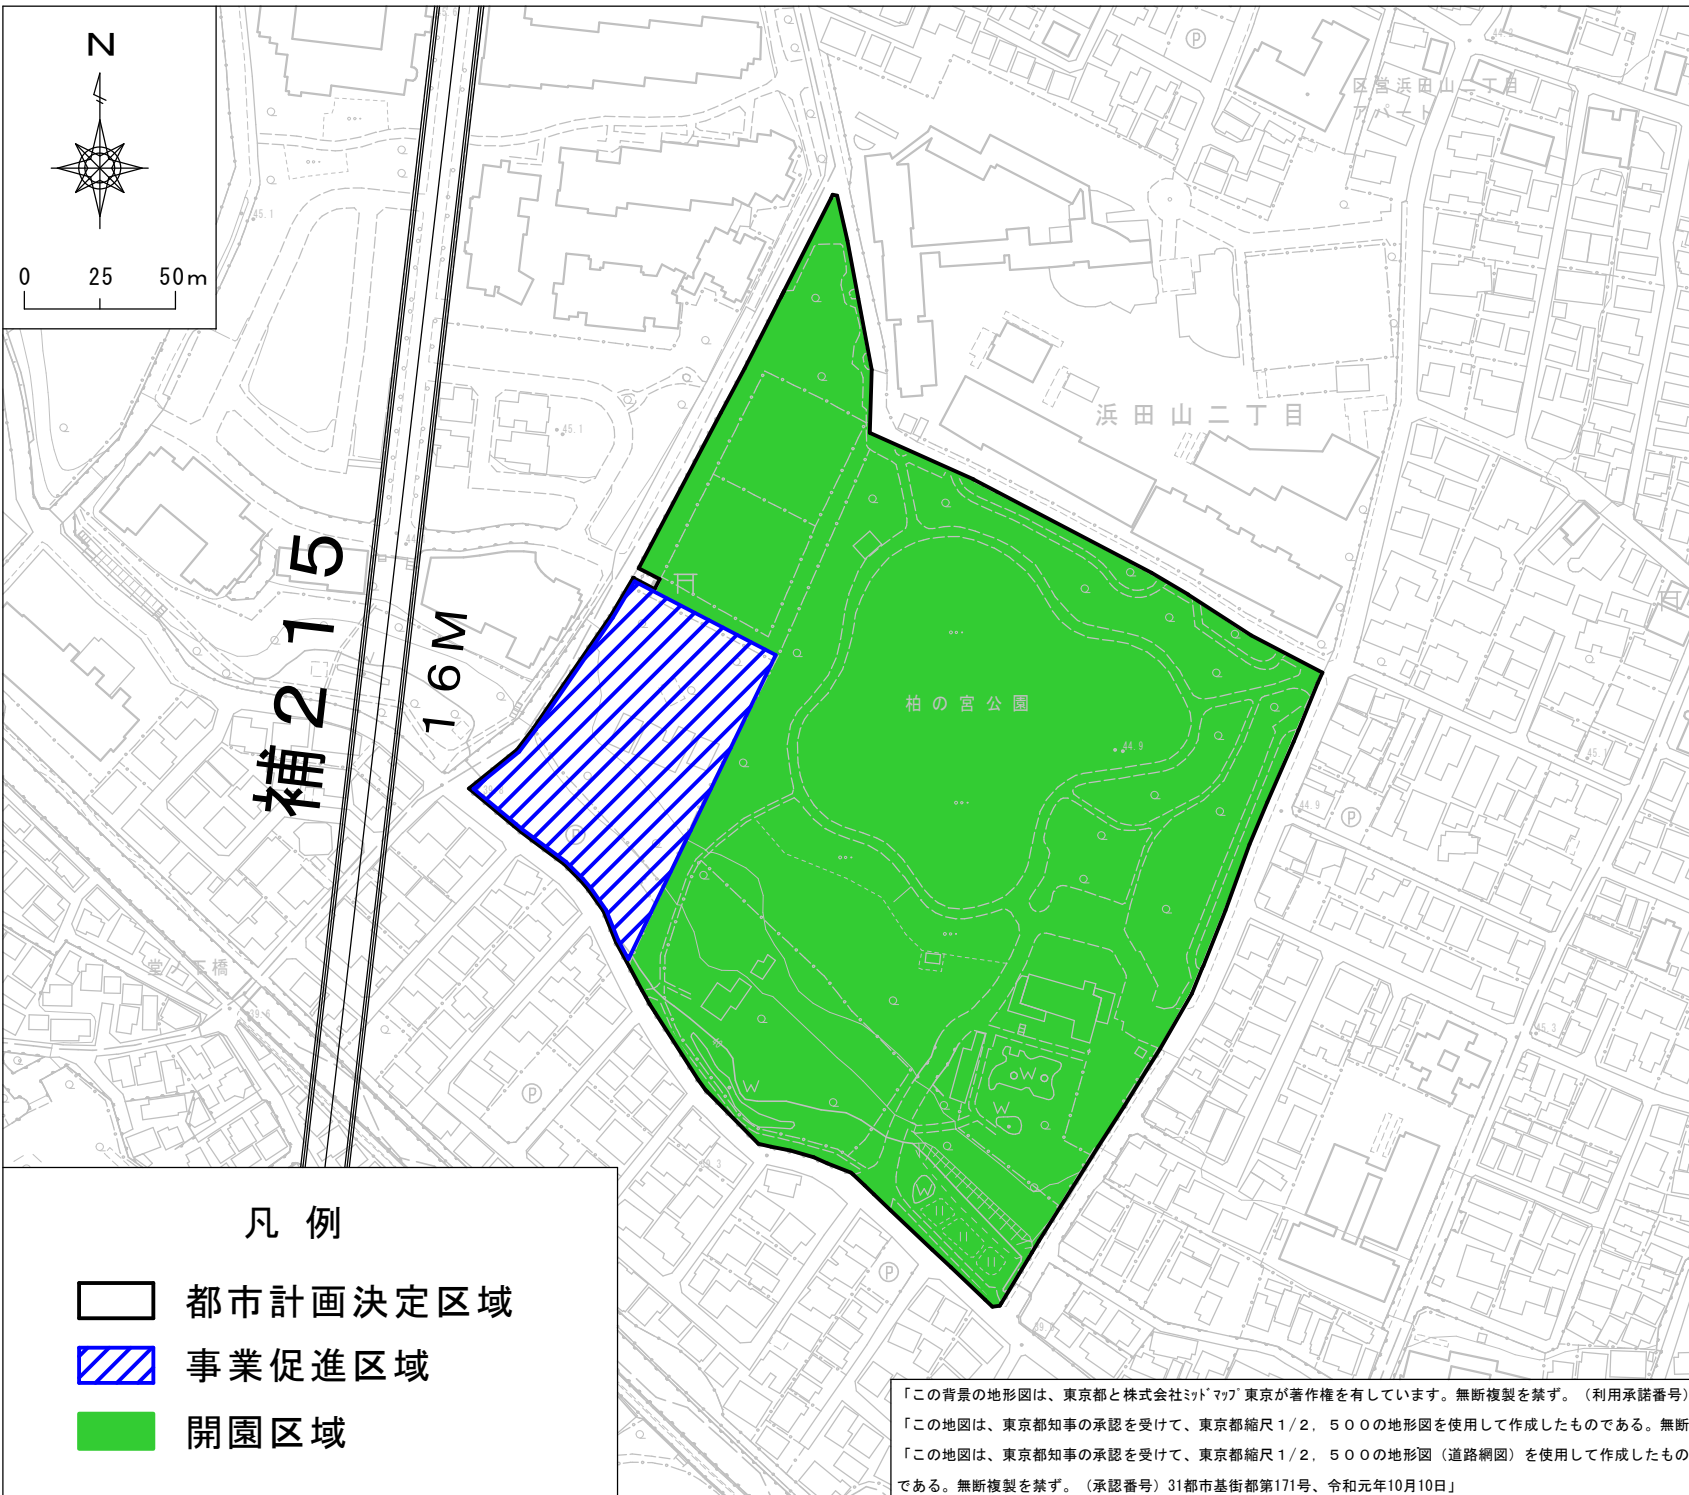 N
0 25 50m
補215
16M
区営浜田山二丁目
アパート
浜田山二丁目
柏の宮公園
45.1
45.1
44.9
44.9
45.3
39.6
P
P
P
P
W
W
W
W
凡 例
都市計画決定区域
事業促進区域
開園区域
「この背景の地形図は、東京都と株式会社ミッドマップ東京が著作権を有しています。無断複製を禁ず。（利用承諾番号）
「この地図は、東京都知事の承認を受けて、東京都縮尺1/2，500の地形図を使用して作成したものである。無断
「この地図は、東京都知事の承認を受けて、東京都縮尺1/2，500の地形図（道路網図）を使用して作成したもの
である。無断複製を禁ず。（承認番号）31都市基街都第171号、令和元年10月10日」